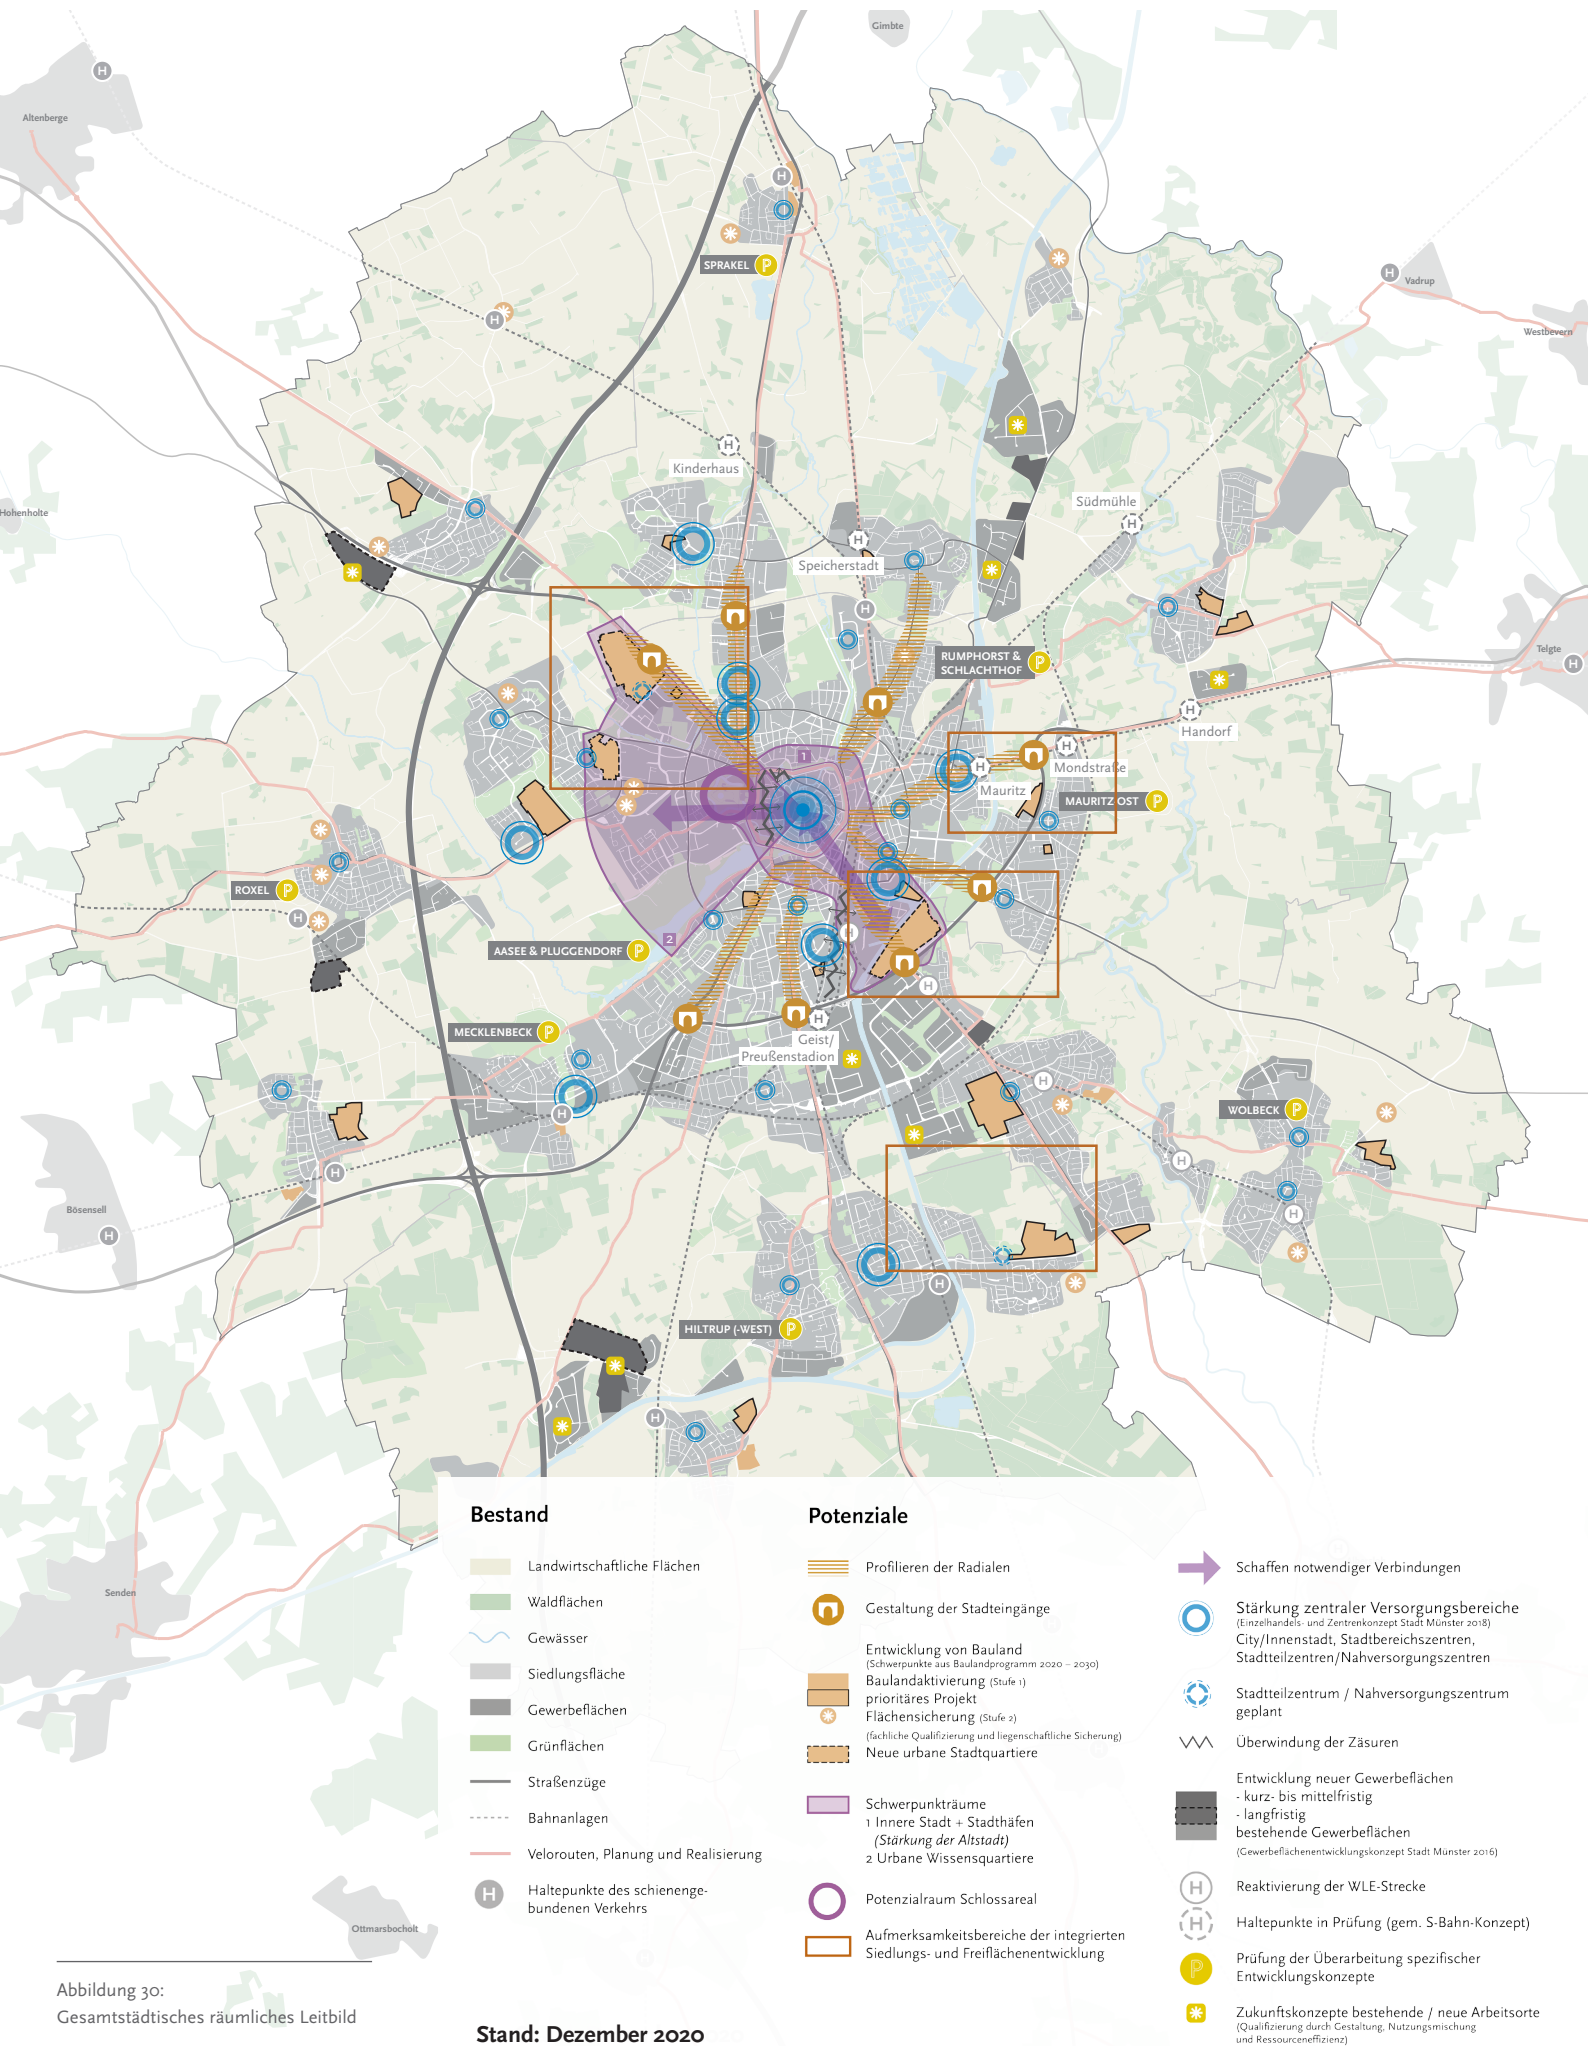 Gimbte
Altenberge
H
H
SPRAKEL P
H
H
Vadrup
Westbevern
H
Kinderhaus
Südmühle
H
Hohenholte
H
Speicherstadt
H
RUMPHORST &
SCHLACHTHOF P
Telgte
H
H
Handorf
H
Mondstraße
H
Mauritz
MAURITZ OST P
1
ROXEL P
H
2
H
AASEE & PLUGGENDORF P
H
MECKLENBECK P
H
Geist/
Preußenstadion
H
H
WOLBECK P
H
H
H
Bösensell
H
H
HILTRUP (-WEST) P
H
Senden
Ottmarsbocholt
Bestand
Landwirtschaftliche Flächen
Waldflächen
Gewässer
Siedlungsfläche
Gewerbeflächen
Grünflächen
Straßenzüge
Bahnanlagen
Velorouten, Planung und Realisierung
H Haltepunkte des schienenge-
bundenen Verkehrs
Potenziale
Profilieren der Radialen
Gestaltung der Stadteingänge
Entwicklung von Bauland
(Schwerpunkte aus Baulandprogramm 2020 – 2030)
Baulandaktivierung (Stufe 1)
prioritäres Projekt
Flächensicherung (Stufe 2)
(fachliche Qualifizierung und liegenschaftliche Sicherung)
Neue urbane Stadtquartiere
Schwerpunkträume
1 Innere Stadt + Stadthäfen
(Stärkung der Altstadt)
2 Urbane Wissensquartiere
Potenzialraum Schlossareal
Aufmerksamkeitsbereiche der integrierten
Siedlungs- und Freiflächenentwicklung
Schaffen notwendiger Verbindungen
Stärkung zentraler Versorgungsbereiche
(Einzelhandels- und Zentrenkonzept Stadt Münster 2018)
City/Innenstadt, Stadtbereichszentren,
Stadtteilzentren/Nahversorgungszentren
Stadtteilzentrum / Nahversorgungszentrum
geplant
Überwindung der Zäsuren
Entwicklung neuer Gewerbeflächen
- kurz- bis mittelfristig
- langfristig
bestehende Gewerbeflächen
(Gewerbeflächenentwicklungskonzept Stadt Münster 2016)
H Reaktivierung der WLE-Strecke
H Haltepunkte in Prüfung (gem. S-Bahn-Konzept)
P Prüfung der Überarbeitung spezifischer
Entwicklungskonzepte
Zukunftskonzepte bestehende / neue Arbeitsorte
(Qualifizierung durch Gestaltung, Nutzungsmischung
und Ressourceneffizienz)
Abbildung 30:
Gesamtstädtisches räumliches Leitbild
Stand: Dezember 2020